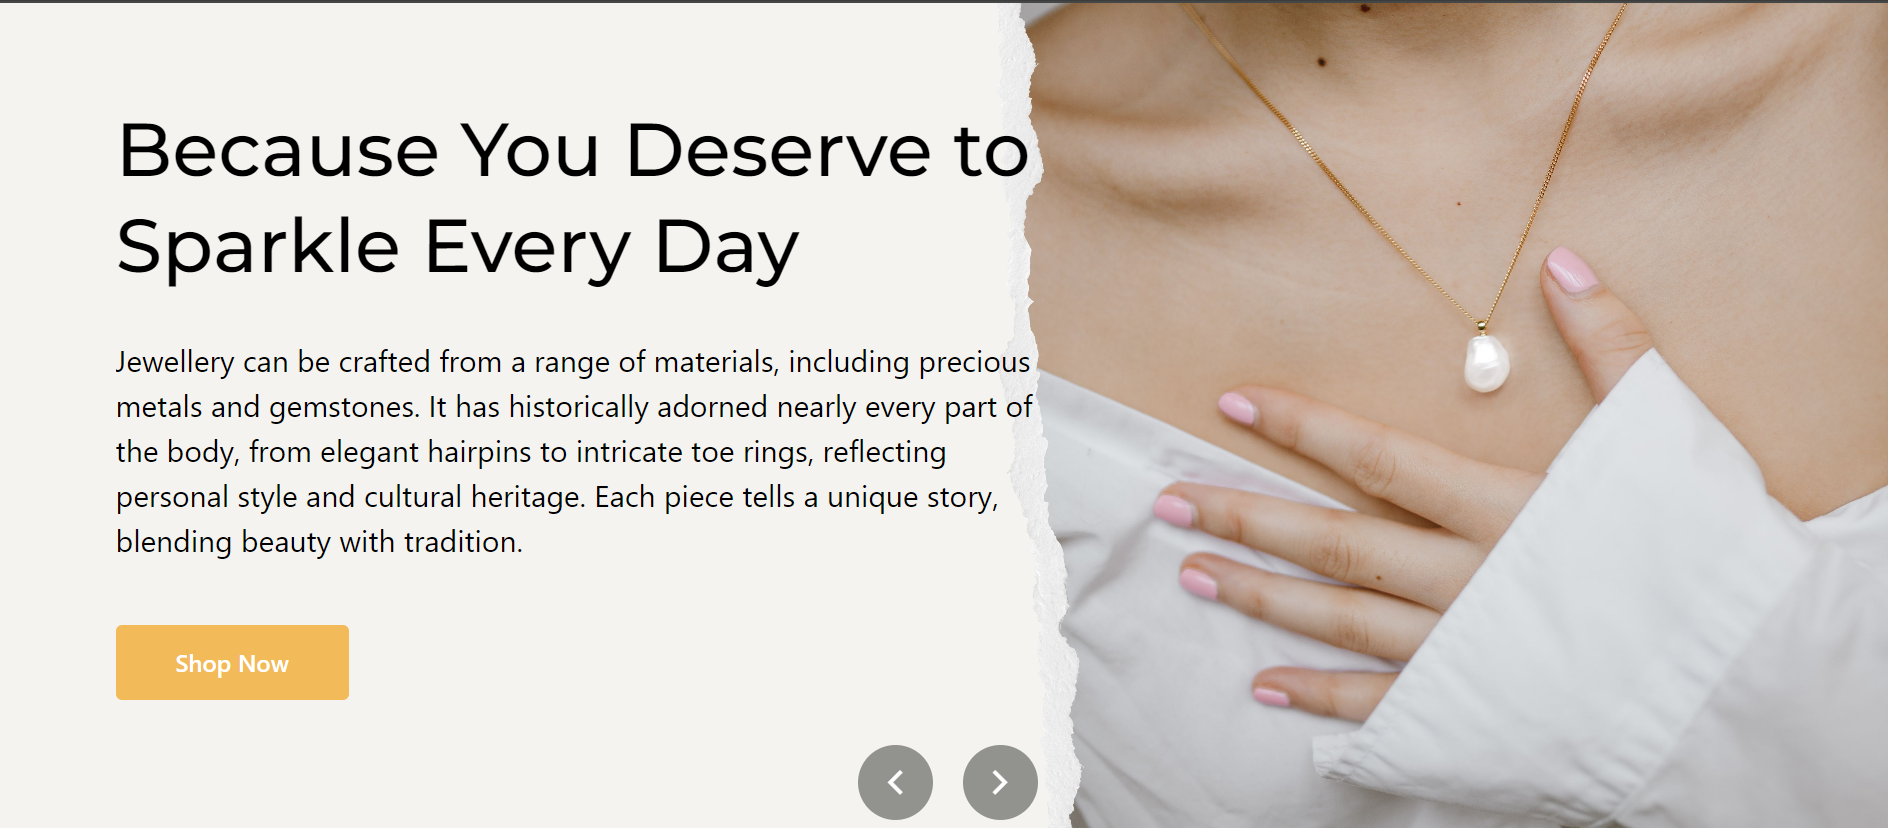 Because You Deserve to
Sparkle Every Day
Jewellery can be crafted from a range of materials, including precious
metals and gemstones. It has historically adorned nearly every part of
the body, from elegant hairpins to intricate toe rings, reflecting
personal style and cultural heritage. Each piece tells a unique story,
blending beauty with tradition.
Shop Now